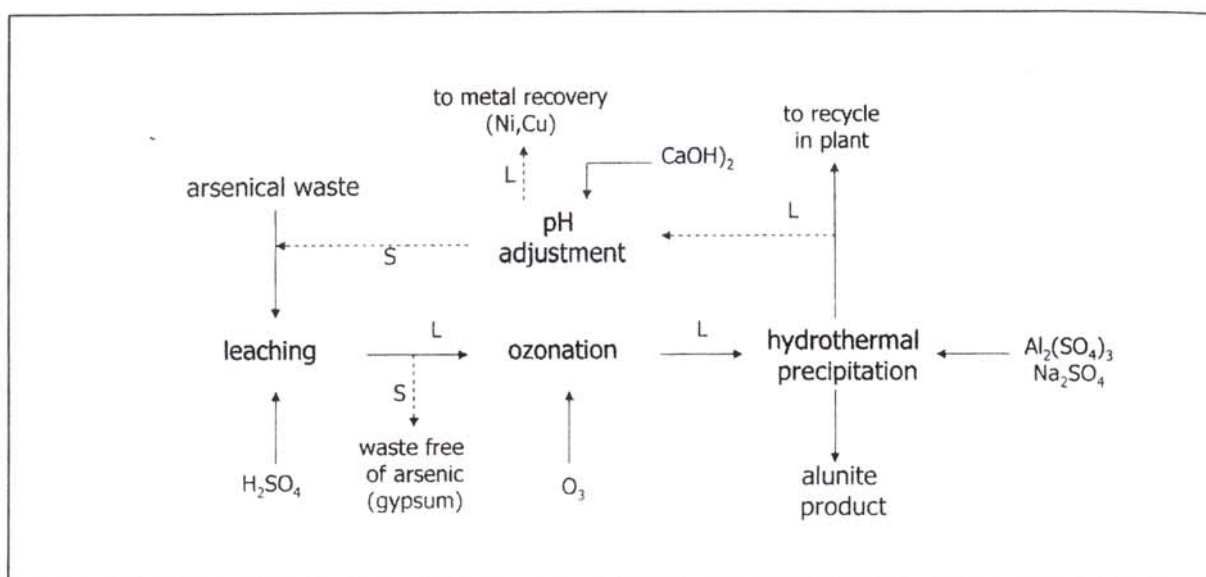 to metal recovery
(Ni,Cu)
to recycle
in plant
CaOH)₂
L
arsenical waste
L
pH
adjustment
S
leaching
L
ozonation
L
hydrothermal
precipitation
Al₂(SO₄)₃
Na₂SO₄
S
waste free
of arsenic
(gypsum)
H₂SO₄
O₃
alunite
product